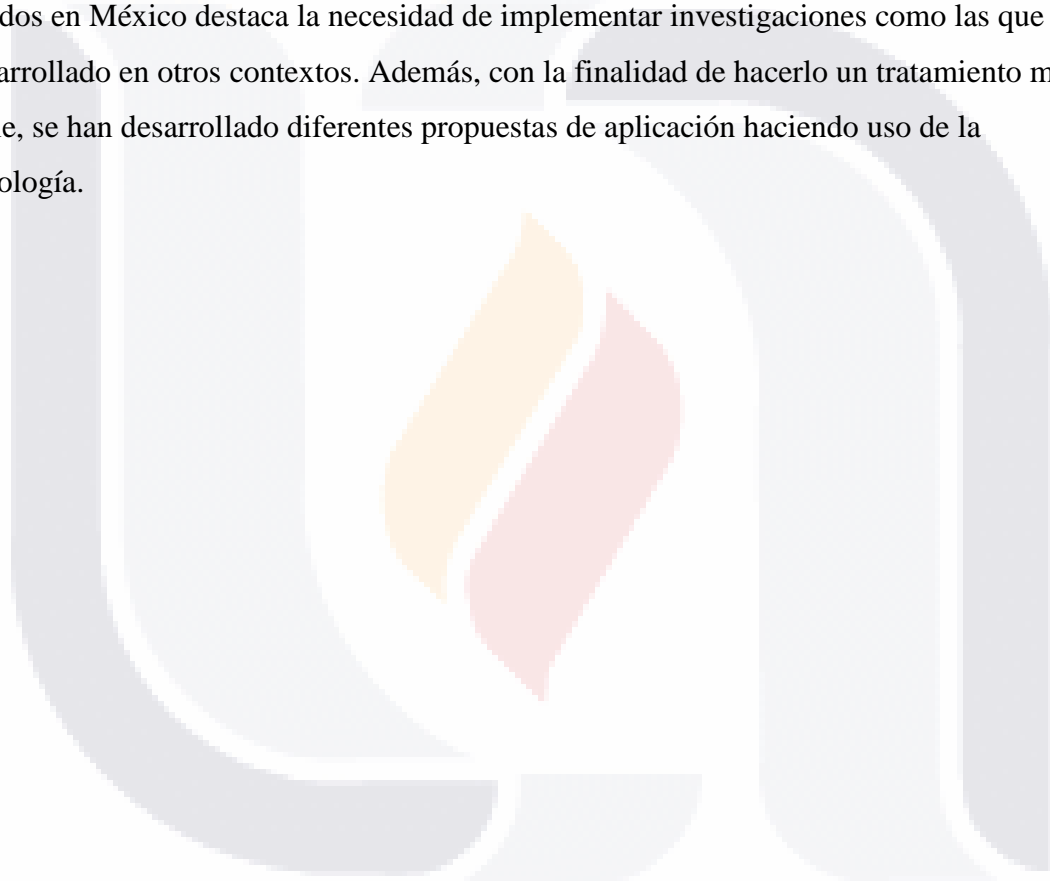 dos en México destaca la necesidad de implementar investigaciones como las que
arrollado en otros contextos. Además, con la finalidad de hacerlo un tratamiento m
e, se han desarrollado diferentes propuestas de aplicación haciendo uso de la
ología.